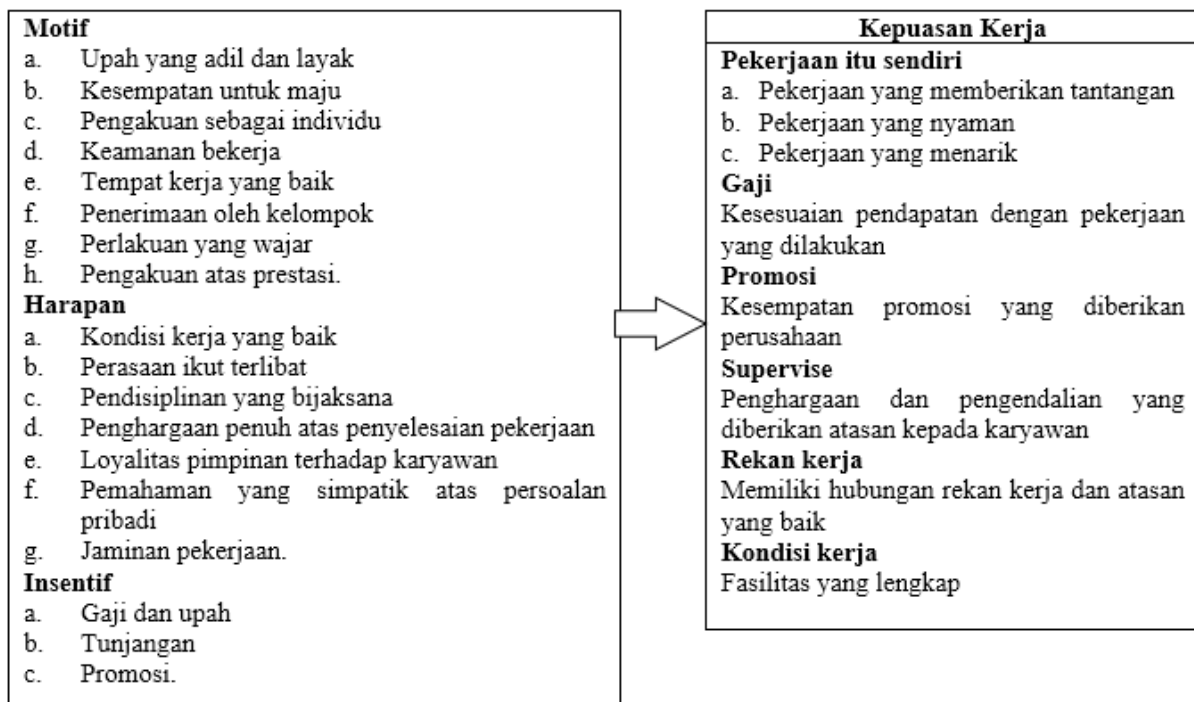 Motif
a. Upah yang adil dan layak
b. Kesempatan untuk maju
c. Pengakuan sebagai individu
d. Keamanan bekerja
e. Tempat kerja yang baik
f. Penerimaan oleh kelompok
g. Perlakuan yang wajar
h. Pengakuan atas prestasi.
Harapan
a. Kondisi kerja yang baik
b. Perasaan ikut terlibat
c. Pendisiplinan yang bijaksana
d. Penghargaan penuh atas penyelesaian pekerjaan
e. Loyalitas pimpinan terhadap karyawan
f. Pemahaman yang simpatik atas persoalan
pribadi
g. Jaminan pekerjaan.
Insentif
a. Gaji dan upah
b. Tunjangan
c. Promosi.
Kepuasan Kerja
Pekerjaan itu sendiri
a. Pekerjaan yang memberikan tantangan
b. Pekerjaan yang nyaman
c. Pekerjaan yang menarik
Gaji
Kesesuaian pendapatan dengan pekerjaan
yang dilakukan
Promosi
Kesempatan promosi yang diberikan
perusahaan
Supervise
Penghargaan dan pengendalian yang
diberikan atasan kepada karyawan
Rekan kerja
Memiliki hubungan rekan kerja dan atasan
yang baik
Kondisi kerja
Fasilitas yang lengkap